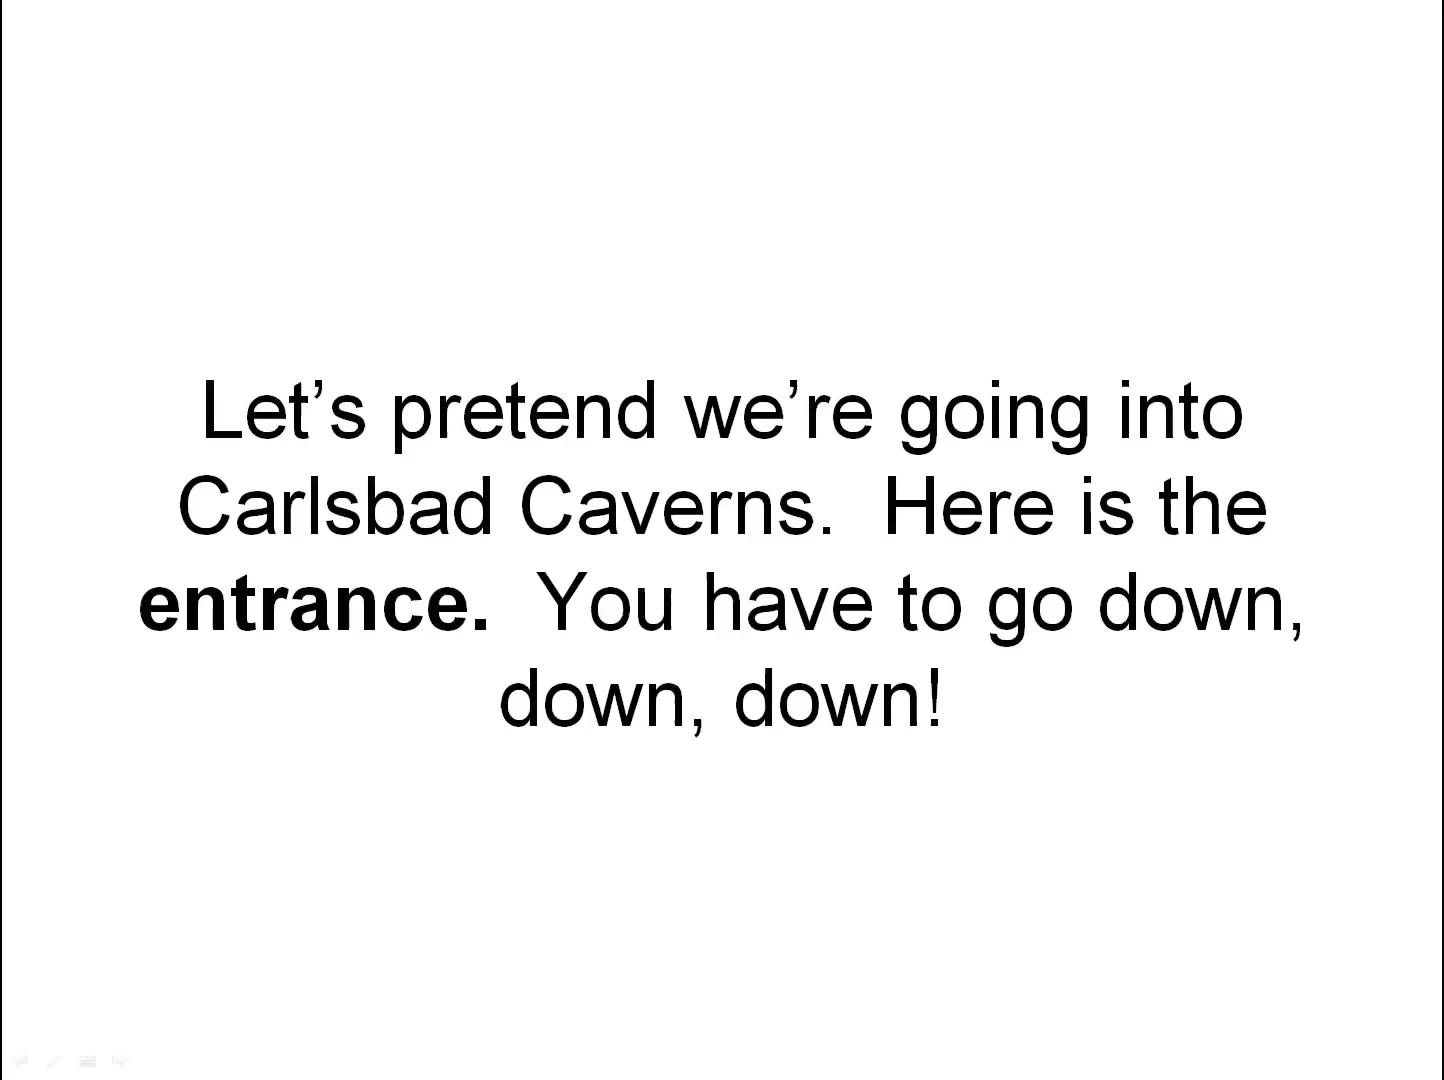 Let’s pretend we’re going into
Carlsbad Caverns.  Here is the
entrance.  You have to go down,
down, down!